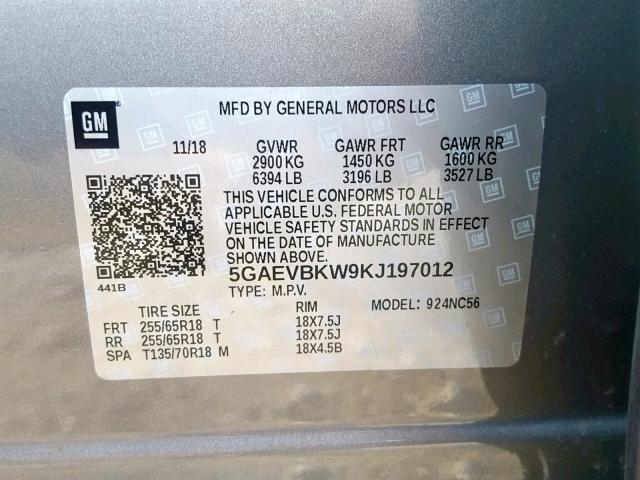 GM
MFD BY GENERAL MOTORS LLC
11/18 GVWR GAWR FRT GAWR RR
2900 KG 1450 KG 1600 KG
6394 LB 3196 LB 3527 LB
THIS VEHICLE CONFORMS TO ALL
APPLICABLE U.S. FEDERAL MOTOR
VEHICLE SAFETY STANDARDS IN EFFECT
ON THE DATE OF MANUFACTURE
SHOWN ABOVE.
5GAEVBKW9KJ197012
441B
TYPE: M.P.V. MODEL: 924NC56
TIRE SIZE RIM
FRT 255/65R18 T 18X7.5J
RR 255/65R18 T 18X7.5J
SPA T135/70R18 M 18X4.5B